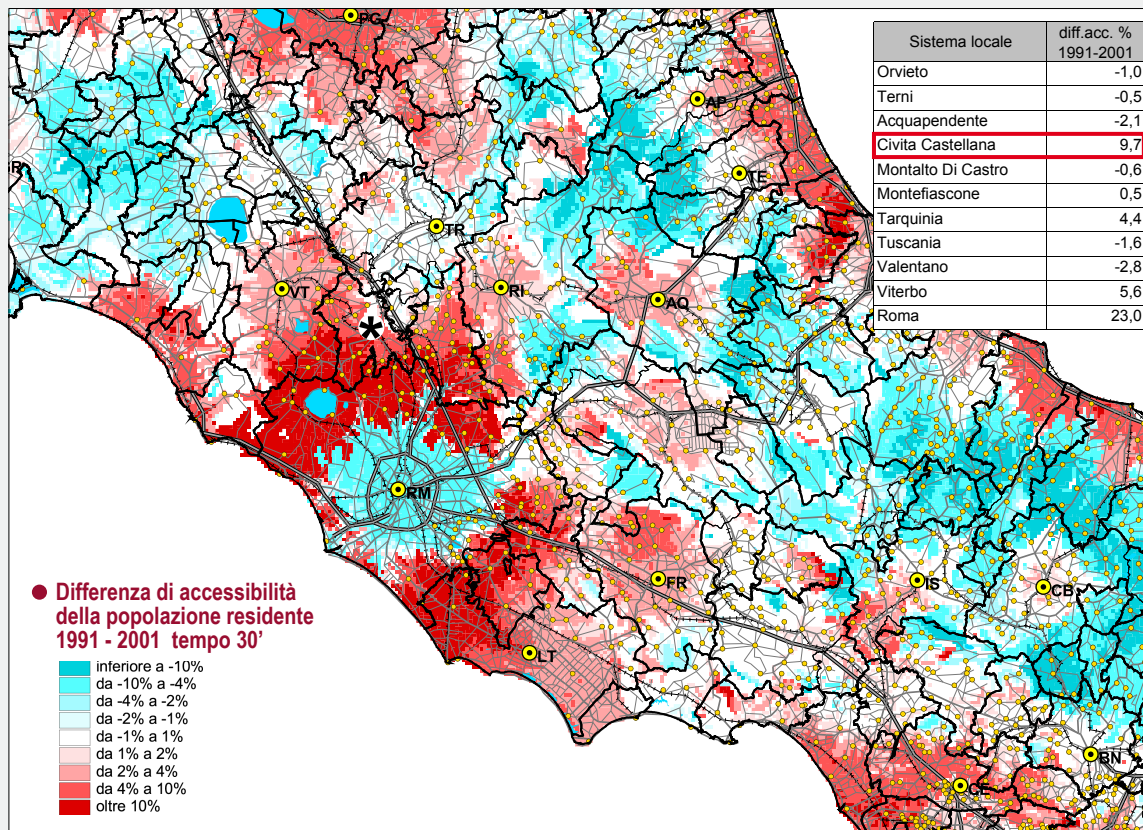 Sistema locale diff.acc. % 1991-2001
Orvieto -1,0
Terni -0,5
Acquapendente -2,1
Civita Castellana 9,7
Montalto Di Castro -0,6
Montefiascone 0,5
Tarquinia 4,4
Tuscania -1,6
Valentano -2,8
Viterbo 5,6
Roma 23,0
PG
AP
TE
R
TR
VT
RI
AQ
*
RM
FR
IS
CB
LT
BN
CE
Differenza di accessibilità
della popolazione residente
1991 - 2001 tempo 30’
inferiore a -10%
da -10% a -4%
da -4% a -2%
da -2% a -1%
da -1% a 1%
da 1% a 2%
da 2% a 4%
da 4% a 10%
oltre 10%